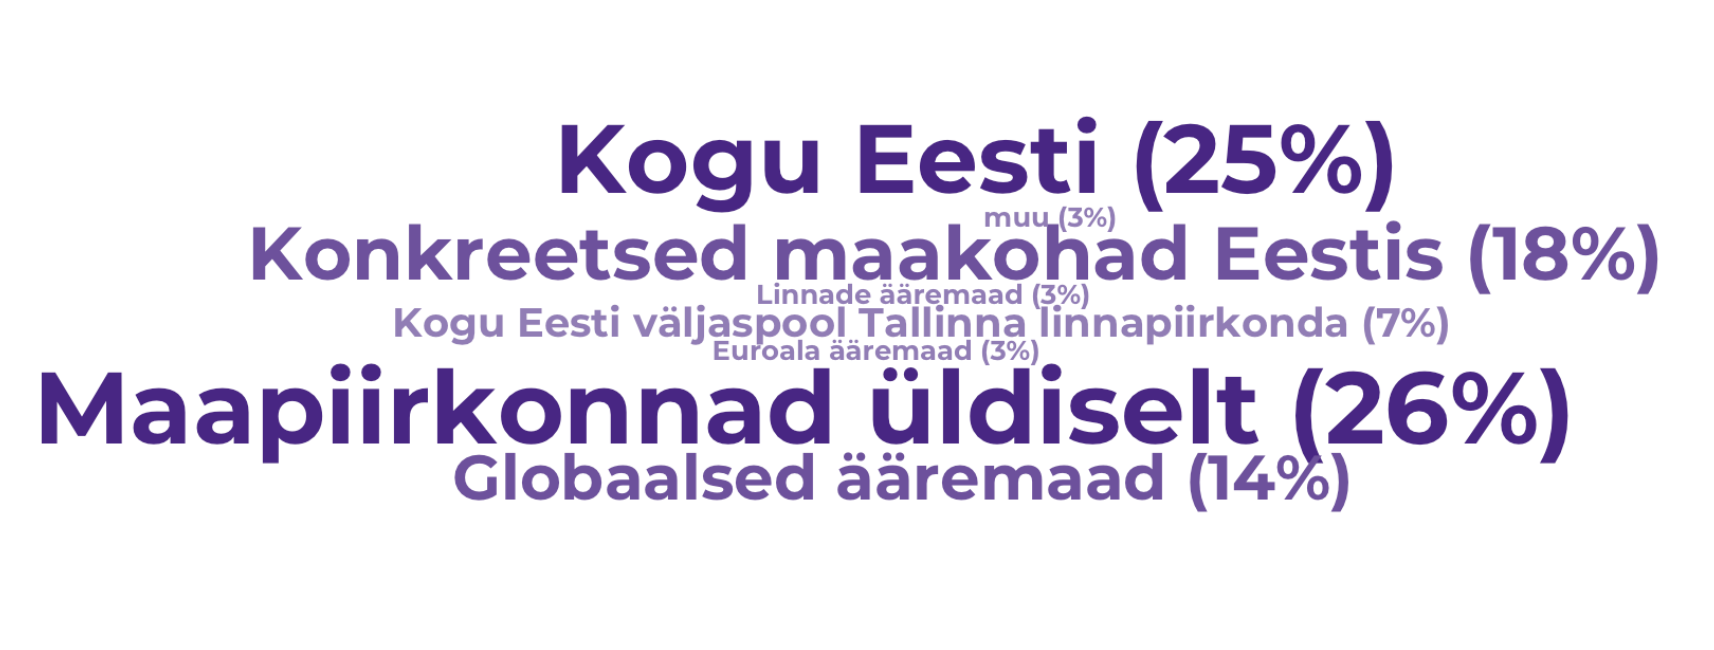 Kogu Eesti (25%)
muu (3%)
Konkreetsed maakohad Eestis (18%)
Linnade ääremaad (3%)
Kogu Eesti väljaspool Tallinna linnapiirkonda (7%)
Euroala ääremaad (3%)
Maapiirkonnad üldiselt (26%)
Globaalsed ääremaad (14%)